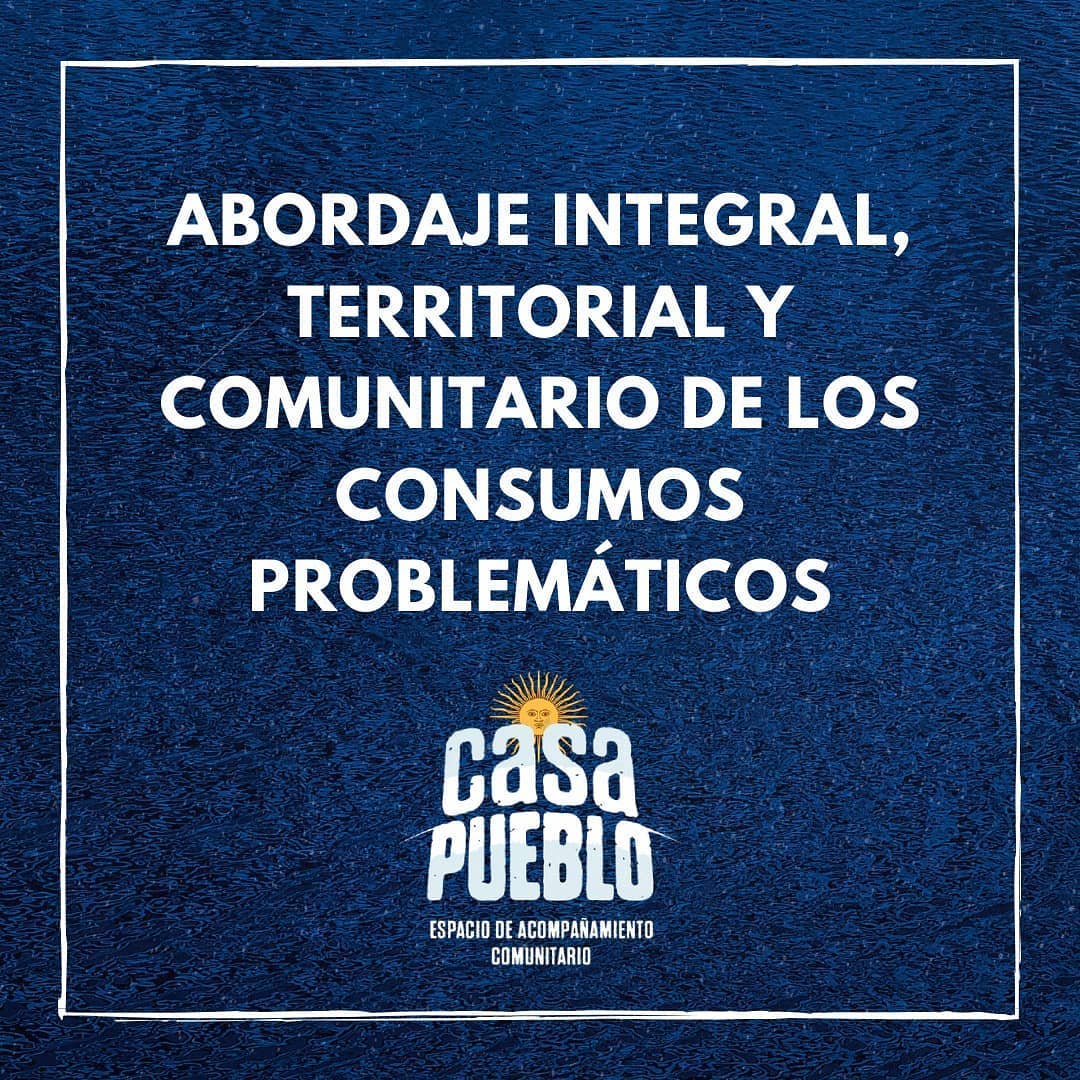 ABORDAJE INTEGRAL,
TERRITORIAL Y
COMUNITARIO DE LOS
CONSUMOS
PROBLEMÁTICOS
casa
PUEBLO
ESPACIO DE ACOMPAÑAMIENTO
COMUNITARIO